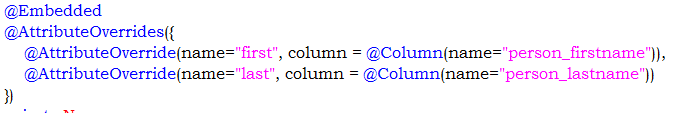 @Embedded
@AttributeOverrides({
@AttributeOverride(name="first", column = @Column(name="person_firstname")),
@AttributeOverride(name="last", column = @Column(name="person_lastname"))
})